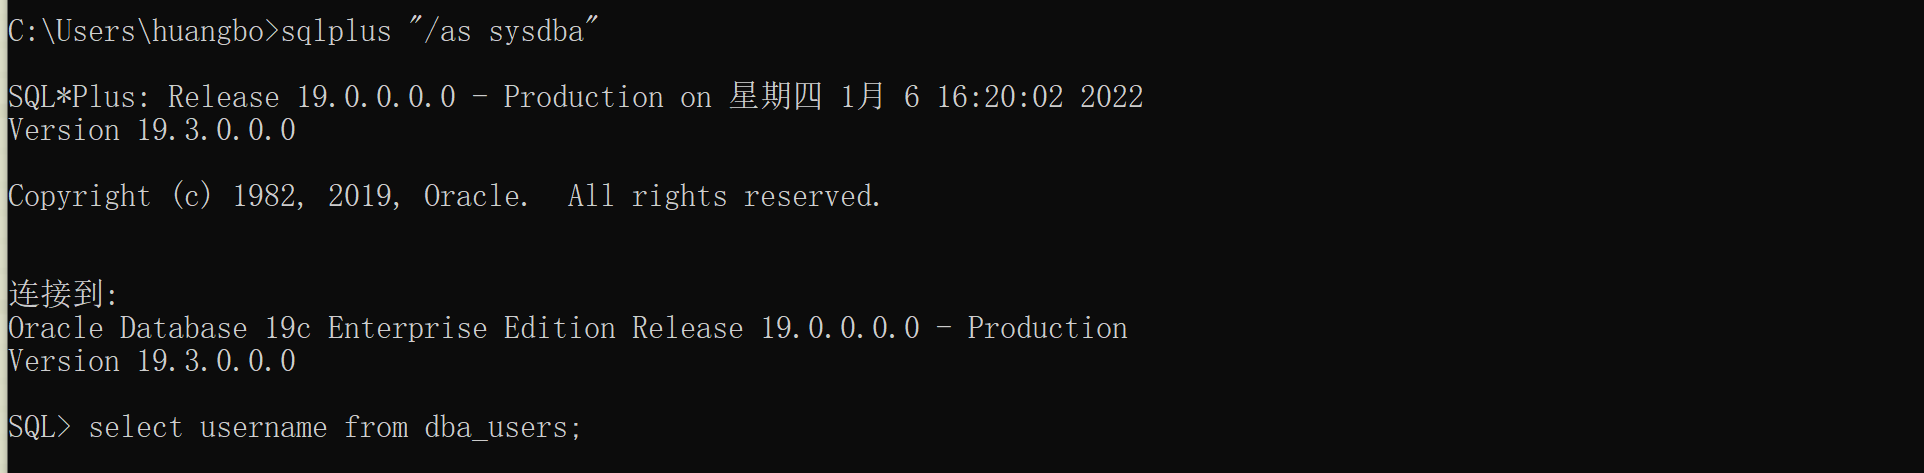 C:\Users\huangbo>sqlplus "/as sysdba"
SQL*Plus: Release 19.0.0.0.0 - Production on 星期四 1月 6 16:20:02 2022
Version 19.3.0.0.0
Copyright (c) 1982, 2019, Oracle.  All rights reserved.
连接到:
Oracle Database 19c Enterprise Edition Release 19.0.0.0.0 - Production
Version 19.3.0.0.0
SQL> select username from dba_users;